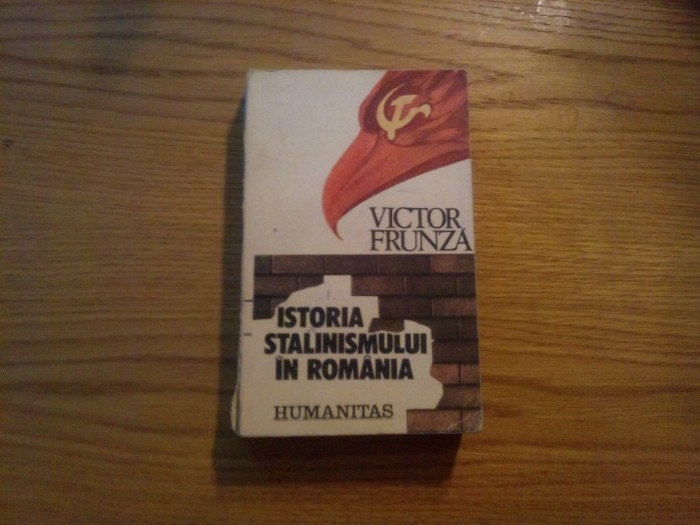 VICTOR
FRUNZĂ
ISTORIA
STALINISMULUI
ÎN ROMÂNIA
HUMANITAS